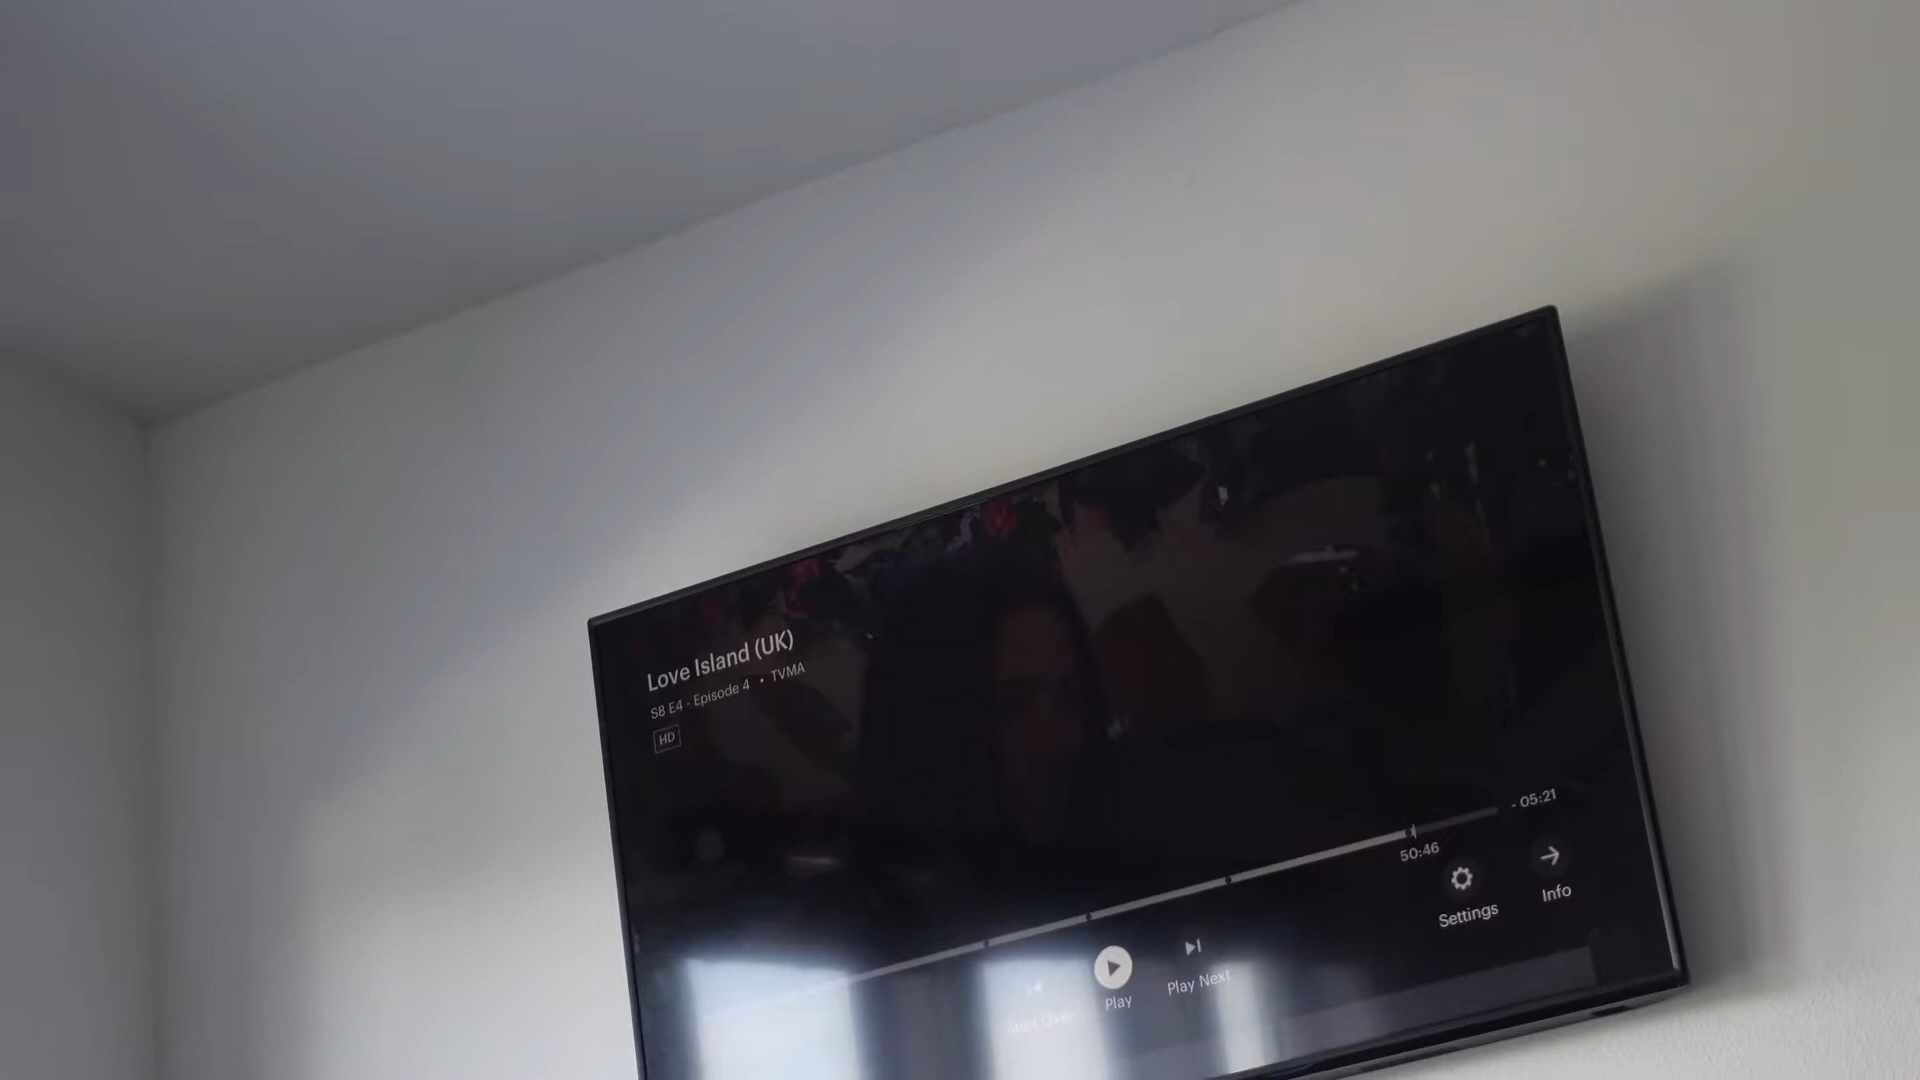 Love Island (UK)
S8 E4 - Episode 4 • TVMA
HD
- 05:21
50:46
Settings
Info
Play
Play Next